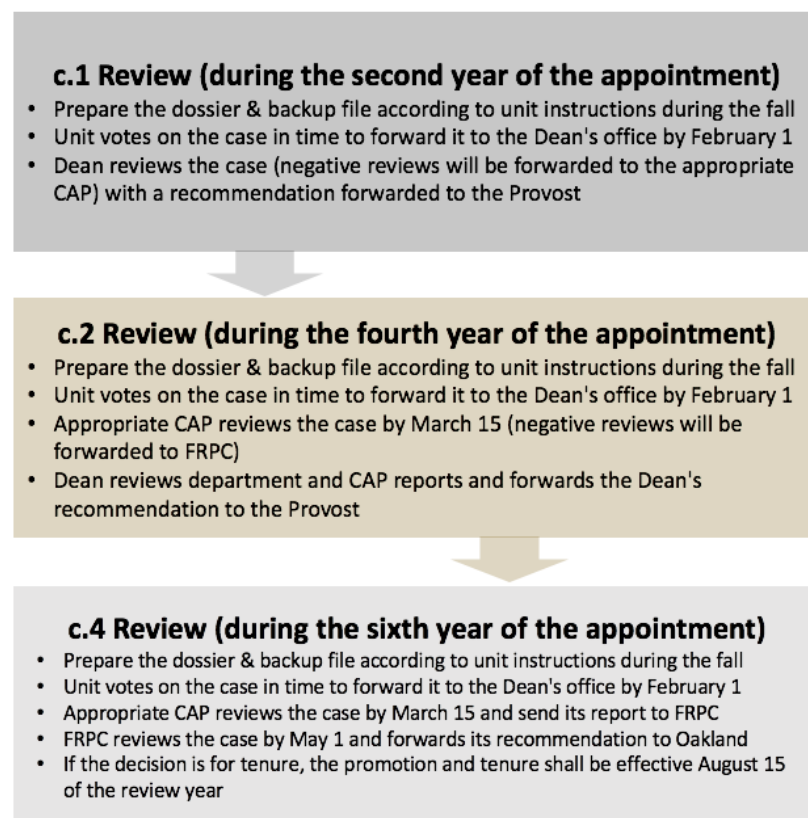 c.1 Review (during the second year of the appointment)
• Prepare the dossier & backup file according to unit instructions during the fall
• Unit votes on the case in time to forward it to the Dean's office by February 1
• Dean reviews the case (negative reviews will be forwarded to the appropriate
CAP) with a recommendation forwarded to the Provost
c.2 Review (during the fourth year of the appointment)
• Prepare the dossier & backup file according to unit instructions during the fall
• Unit votes on the case in time to forward it to the Dean's office by February 1
• Appropriate CAP reviews the case by March 15 (negative reviews will be
forwarded to FRPC)
• Dean reviews department and CAP reports and forwards the Dean's
recommendation to the Provost
c.4 Review (during the sixth year of the appointment)
• Prepare the dossier & backup file according to unit instructions during the fall
• Unit votes on the case in time to forward it to the Dean's office by February 1
• Appropriate CAP reviews the case by March 15 and send its report to FRPC
• FRPC reviews the case by May 1 and forwards its recommendation to Oakland
• If the decision is for tenure, the promotion and tenure shall be effective August 15
of the review year